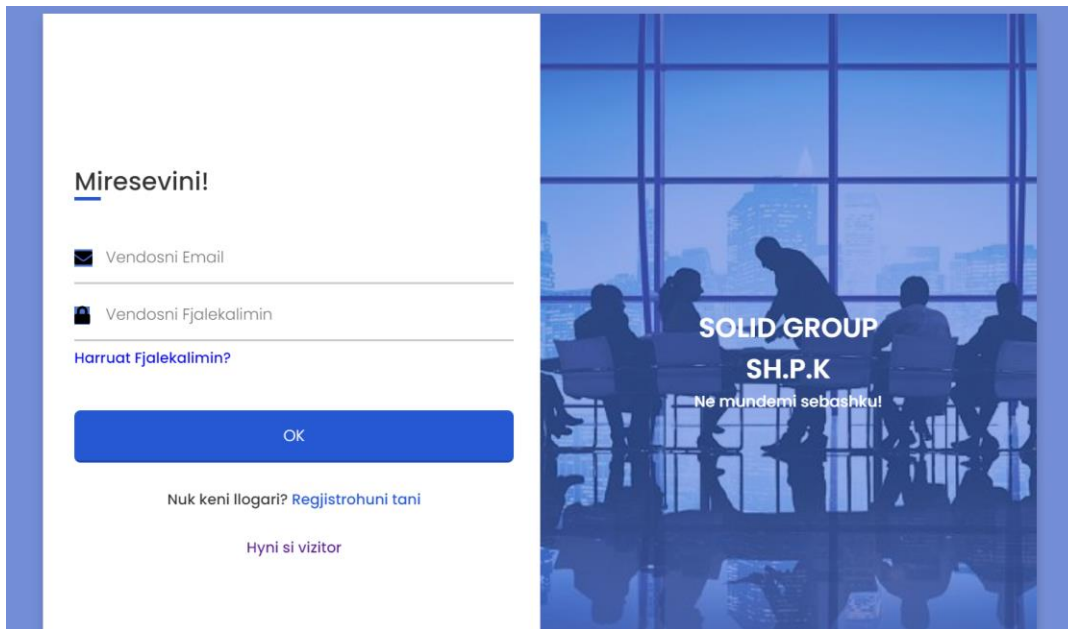 Miresevini!
Vendosni Email
Vendosni Fjalekalimin
Harruat Fjalekalimin?
OK
Nuk keni llogari? Regjistrohuni tani
Hyni si vizitor
SOLID GROUP
SH.P.K
Ne mundemi sebashku!